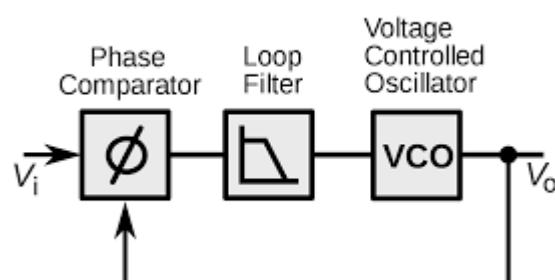 Phase
Comparator
Loop
Filter
Voltage
Controlled
Oscillator
Vi
ϕ
VCO
Vo